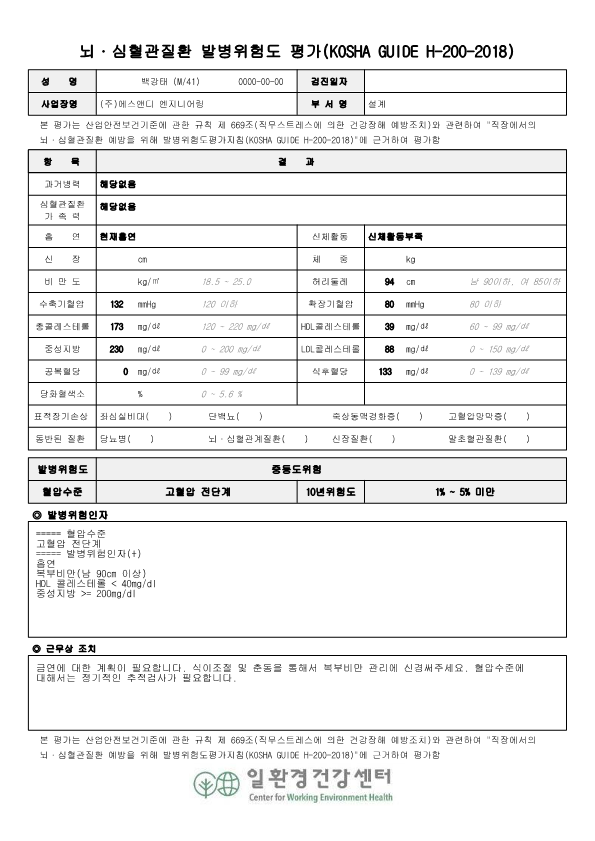 뇌 · 심혈관질환 발병위험도 평가(KOSHA GUIDE H-200-2018)
성 명 백강태 (M/41) 0000-00-00 검진일자
사업장명 (주)에스앤디 엔지니어링 부 서 명 설계
본 평가는 산업안전보건기준에 관한 규칙 제 669조(직무스트레스에 의한 건강장해 예방조치)와 관련하여 "직장에서의
뇌 · 심혈관질환 예방을 위해 발병위험도평가지침(KOSHA GUIDE H-200-2018)"에 근거하여 평가함
항 목 결 과
과거병력 해당없음
심혈관질환
가 족 력 해당없음
흡 연 현재흡연 신체활동 신체활동부족
신 장 cm 체 중 kg
비 만 도 kg/㎡ 18.5 ~ 25.0 허리둘레 94 cm 남 90이하, 여 85이하
수축기혈압 132 mmHg 120 이하 확장기혈압 80 mmHg 80 이하
총콜레스테롤 173 mg/㎗ 120 ~ 220 mg/㎗ HDL콜레스테롤 39 mg/㎗ 60 ~ 99 mg/㎗
중성지방 230 mg/㎗ 0 ~ 200 mg/㎗ LDL콜레스테롤 88 mg/㎗ 0 ~ 150 mg/㎗
공복혈당 0 mg/㎗ 0 ~ 99 mg/㎗ 식후혈당 133 mg/㎗ 0 ~ 139 mg/㎗
당화혈색소 % 0 ~ 5.6 %
표적장기손상 좌심실비대( ) 단백뇨( ) 죽상동맥경화증( ) 고혈압망막증( )
동반된 질환 당뇨병( ) 뇌 · 심혈관계질환( ) 신장질환( ) 말초혈관질환( )
발병위험도 중등도위험
혈압수준 고혈압 전단계 10년위험도 1% ~ 5% 미만
◎ 발병위험인자
===== 혈압수준
고혈압 전단계
===== 발병위험인자(+)
흡연
복부비만(남 90cm 이상)
HDL 콜레스테롤 < 40mg/dl
중성지방 >= 200mg/dl
◎ 근무상 조치
금연에 대한 계획이 필요합니다. 식이조절 및 운동을 통해서 복부비만 관리에 신경써주세요. 혈압수준에
대해서는 정기적인 추적검사가 필요합니다.
본 평가는 산업안전보건기준에 관한 규칙 제 669조(직무스트레스에 의한 건강장해 예방조치)와 관련하여 "직장에서의
뇌 · 심혈관질환 예방을 위해 발병위험도평가지침(KOSHA GUIDE H-200-2018)"에 근거하여 평가함
일환경건강센터
Center for Working Environment Health